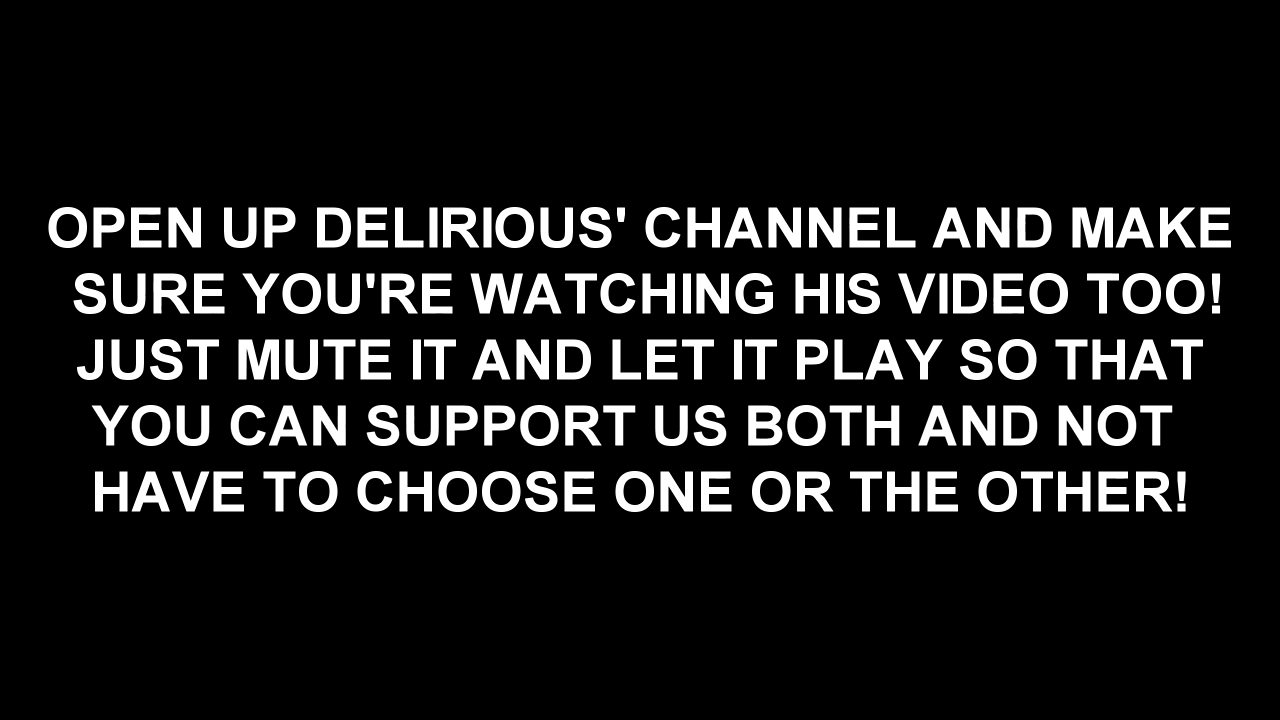 OPEN UP DELIRIOUS' CHANNEL AND MAKE
SURE YOU'RE WATCHING HIS VIDEO TOO!
JUST MUTE IT AND LET IT PLAY SO THAT
YOU CAN SUPPORT US BOTH AND NOT
HAVE TO CHOOSE ONE OR THE OTHER!